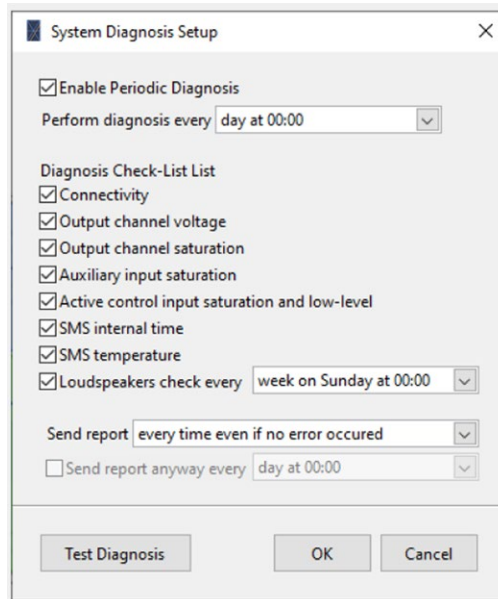 System Diagnosis Setup
Enable Periodic Diagnosis
Perform diagnosis every day at 00:00
Diagnosis Check-List List
Connectivity
Output channel voltage
Output channel saturation
Auxiliary input saturation
Active control input saturation and low-level
SMS internal time
SMS temperature
Loudspeakers check every week on Sunday at 00:00
Send report every time even if no error occured
Send report anyway every day at 00:00
Test Diagnosis OK Cancel